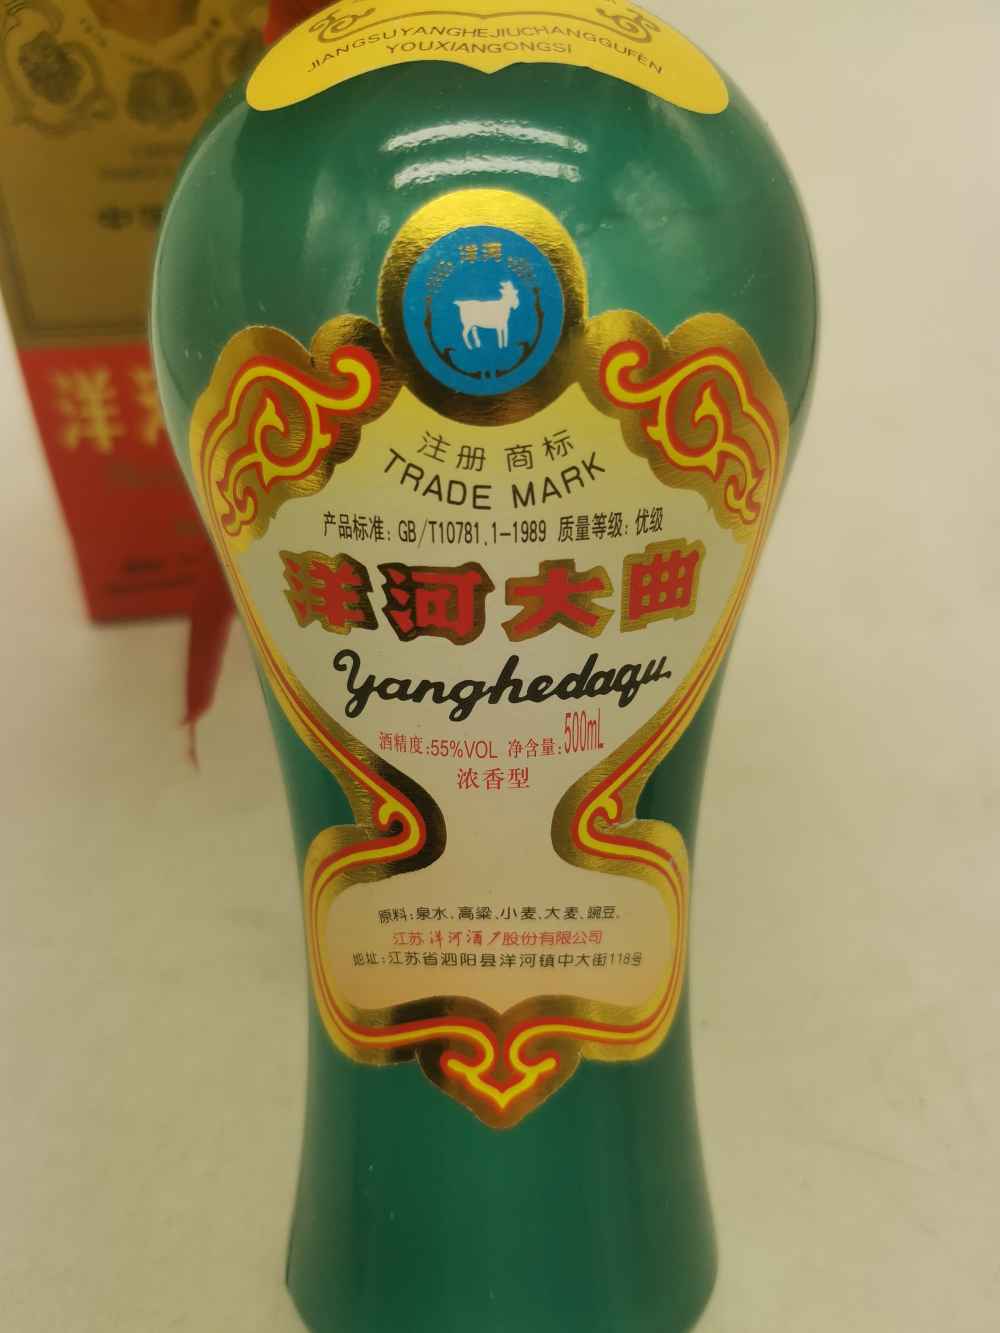 JIANGSUYANGHEJIUCHANGGUFEN
YOUXIANGONGSI
洋河
注册 商标
TRADE MARK
产品标准: GB/T10781.1-1989 质量等级: 优级
洋河大曲
Yanghedaqu
酒精度:55%VOL 净含量:500mL
浓香型
原料:泉水、高粱、小麦、大麦、豌豆。
江苏洋河酒厂股份有限公司
地址:江苏省泗阳县洋河镇中大街118号
洋